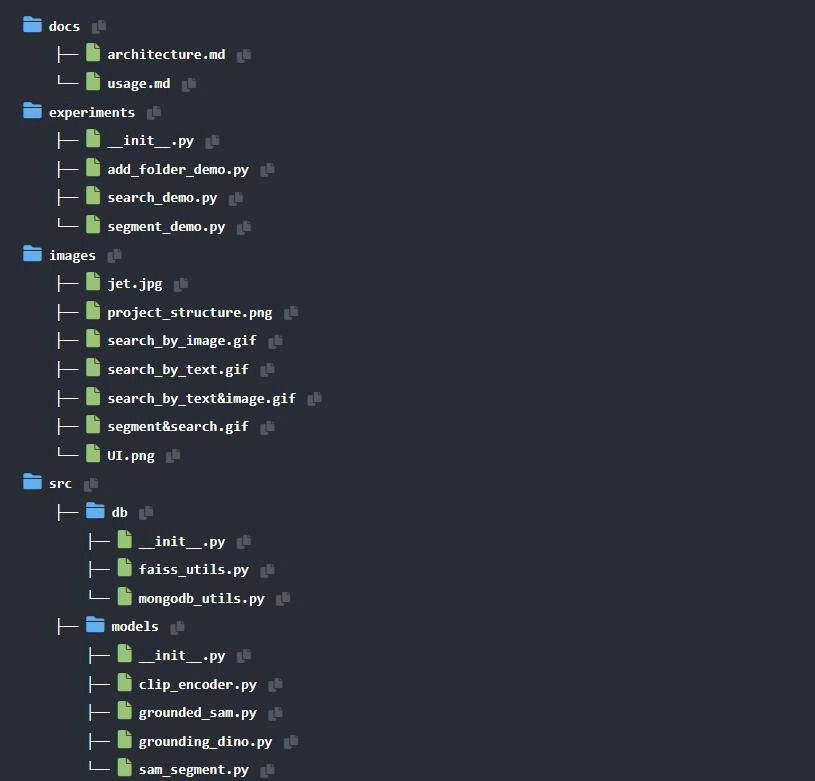 docs
architecture.md
usage.md
experiments
__init__.py
add_folder_demo.py
search_demo.py
segment_demo.py
images
jet.jpg
project_structure.png
search_by_image.gif
search_by_text.gif
search_by_text&image.gif
segment&search.gif
UI.png
src
db
__init__.py
faiss_utils.py
mongodb_utils.py
models
__init__.py
clip_encoder.py
grounded_sam.py
grounding_dino.py
sam_segment.py